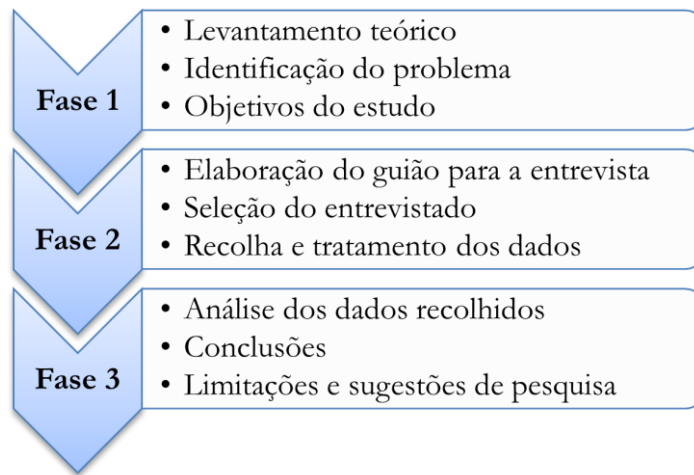 Fase 1
• Levantamento teórico
• Identificação do problema
• Objetivos do estudo
Fase 2
• Elaboração do guião para a entrevista
• Seleção do entrevistado
• Recolha e tratamento dos dados
Fase 3
• Análise dos dados recolhidos
• Conclusões
• Limitações e sugestões de pesquisa